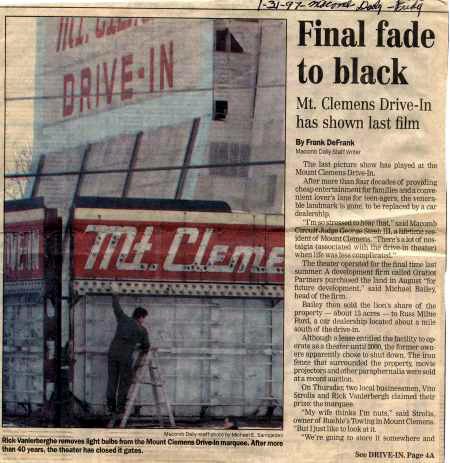 1-31-97 - Macomb Daily - Friday
Mt. CLEMENS
DRIVE-IN
Mt. Cleme
Macomb Daily staff photo by Michael E. Samojeden
Rick Vanlerberghe removes light bulbs from the Mount Clemens Drive-In marquee. After more
than 40 years, the theater has closed it gates.
Final fade
to black
Mt. Clemens Drive-In
has shown last film
By Frank DeFrank
Macomb Daily Staff Writer
The last picture show has played at the
Mount Clemens Drive-In.
After more than four decades of providing
cheap entertainment for families and a conve-
nient lover's lane for teen-agers, the venera-
ble landmark is gone, to be replaced by a car
dealership.
"I'm so stressed to hear that," said Macomb
Circuit Judge George Steeh III, a lifetime res-
ident of Mount Clemens. "There's a lot of nos-
talgia (associated with the drive-in theater)
when life was less complicated."
The theater operated for the final time last
summer. A development firm called Gratiot
Partners purchased the land in August "for
future development," said Michael Bailey,
head of the firm.
Bailey then sold the lion's share of the
property — about 15 acres — to Russ Milne
Ford, a car dealership located about a mile
south of the drive-in.
Although a lease entitled the facility to op-
erate as a theater until 2000, the former own-
ers apparently chose to shut down. The iron
fence that surrounded the property, movie
projectors and other paraphernalia were sold
at a recent auction.
On Thursday, two local businessmen, Vito
Strolis and Rick Vanlerbergh claimed their
prize: the marquee.
"My wife thinks I'm nuts," said Strolis,
owner of Ruehle's Towing in Mount Clemens.
"But I just like to look at it.
"We're going to store it somewhere and
See DRIVE-IN, Page 4A